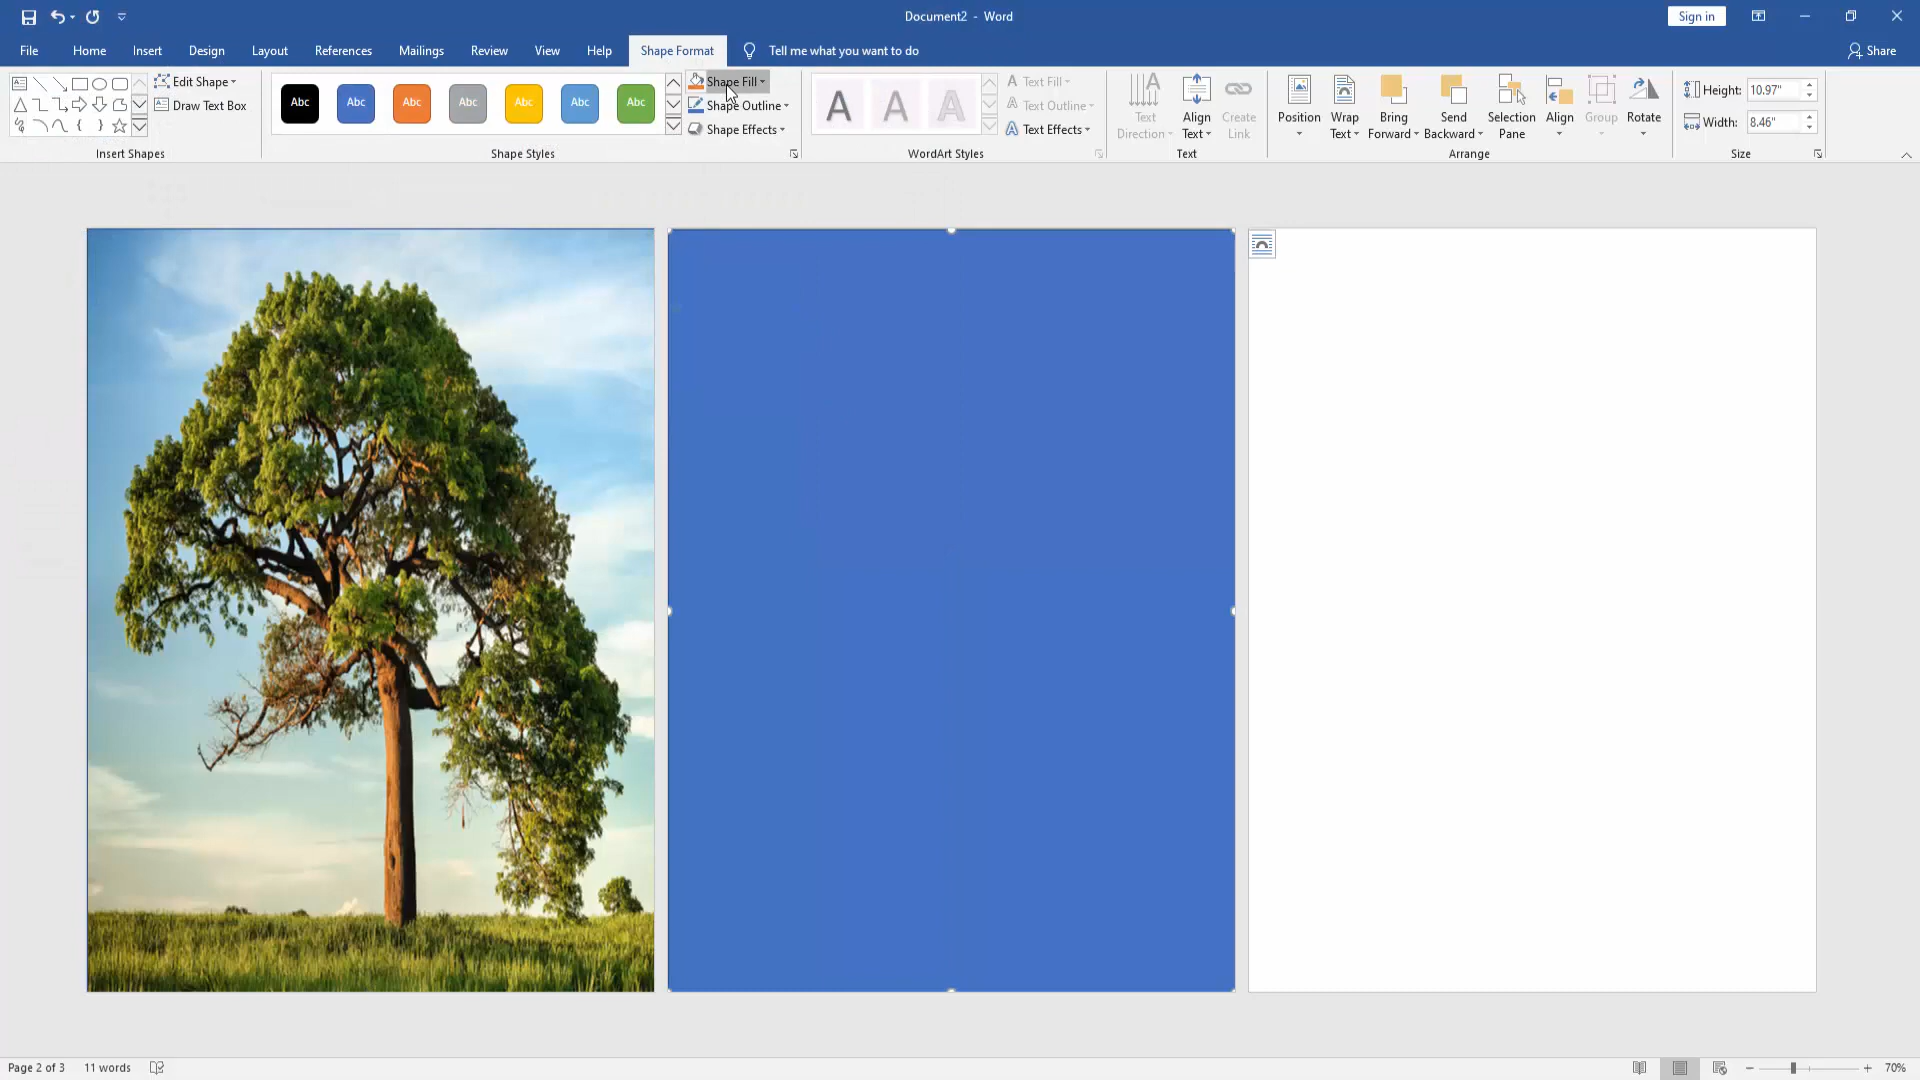 Document2 - Word
Sign in
File Home Insert Design Layout References Mailings Review View Help Shape Format Tell me what you want to do Share
Edit Shape
Draw Text Box
Insert Shapes
Abc Abc Abc Abc Abc Abc Abc
Shape Fill
Shape Outline
Shape Effects
Shape Styles
A A A
A Text Fill
A Text Outline
A Text Effects
WordArt Styles
Text Direction
Align Text
Create Link
Text
Position
Wrap Text
Bring Forward
Send Backward
Selection Pane
Align
Group
Rotate
Arrange
Height: 10.97"
Width: 8.46"
Size
Page 2 of 3 11 words 70%